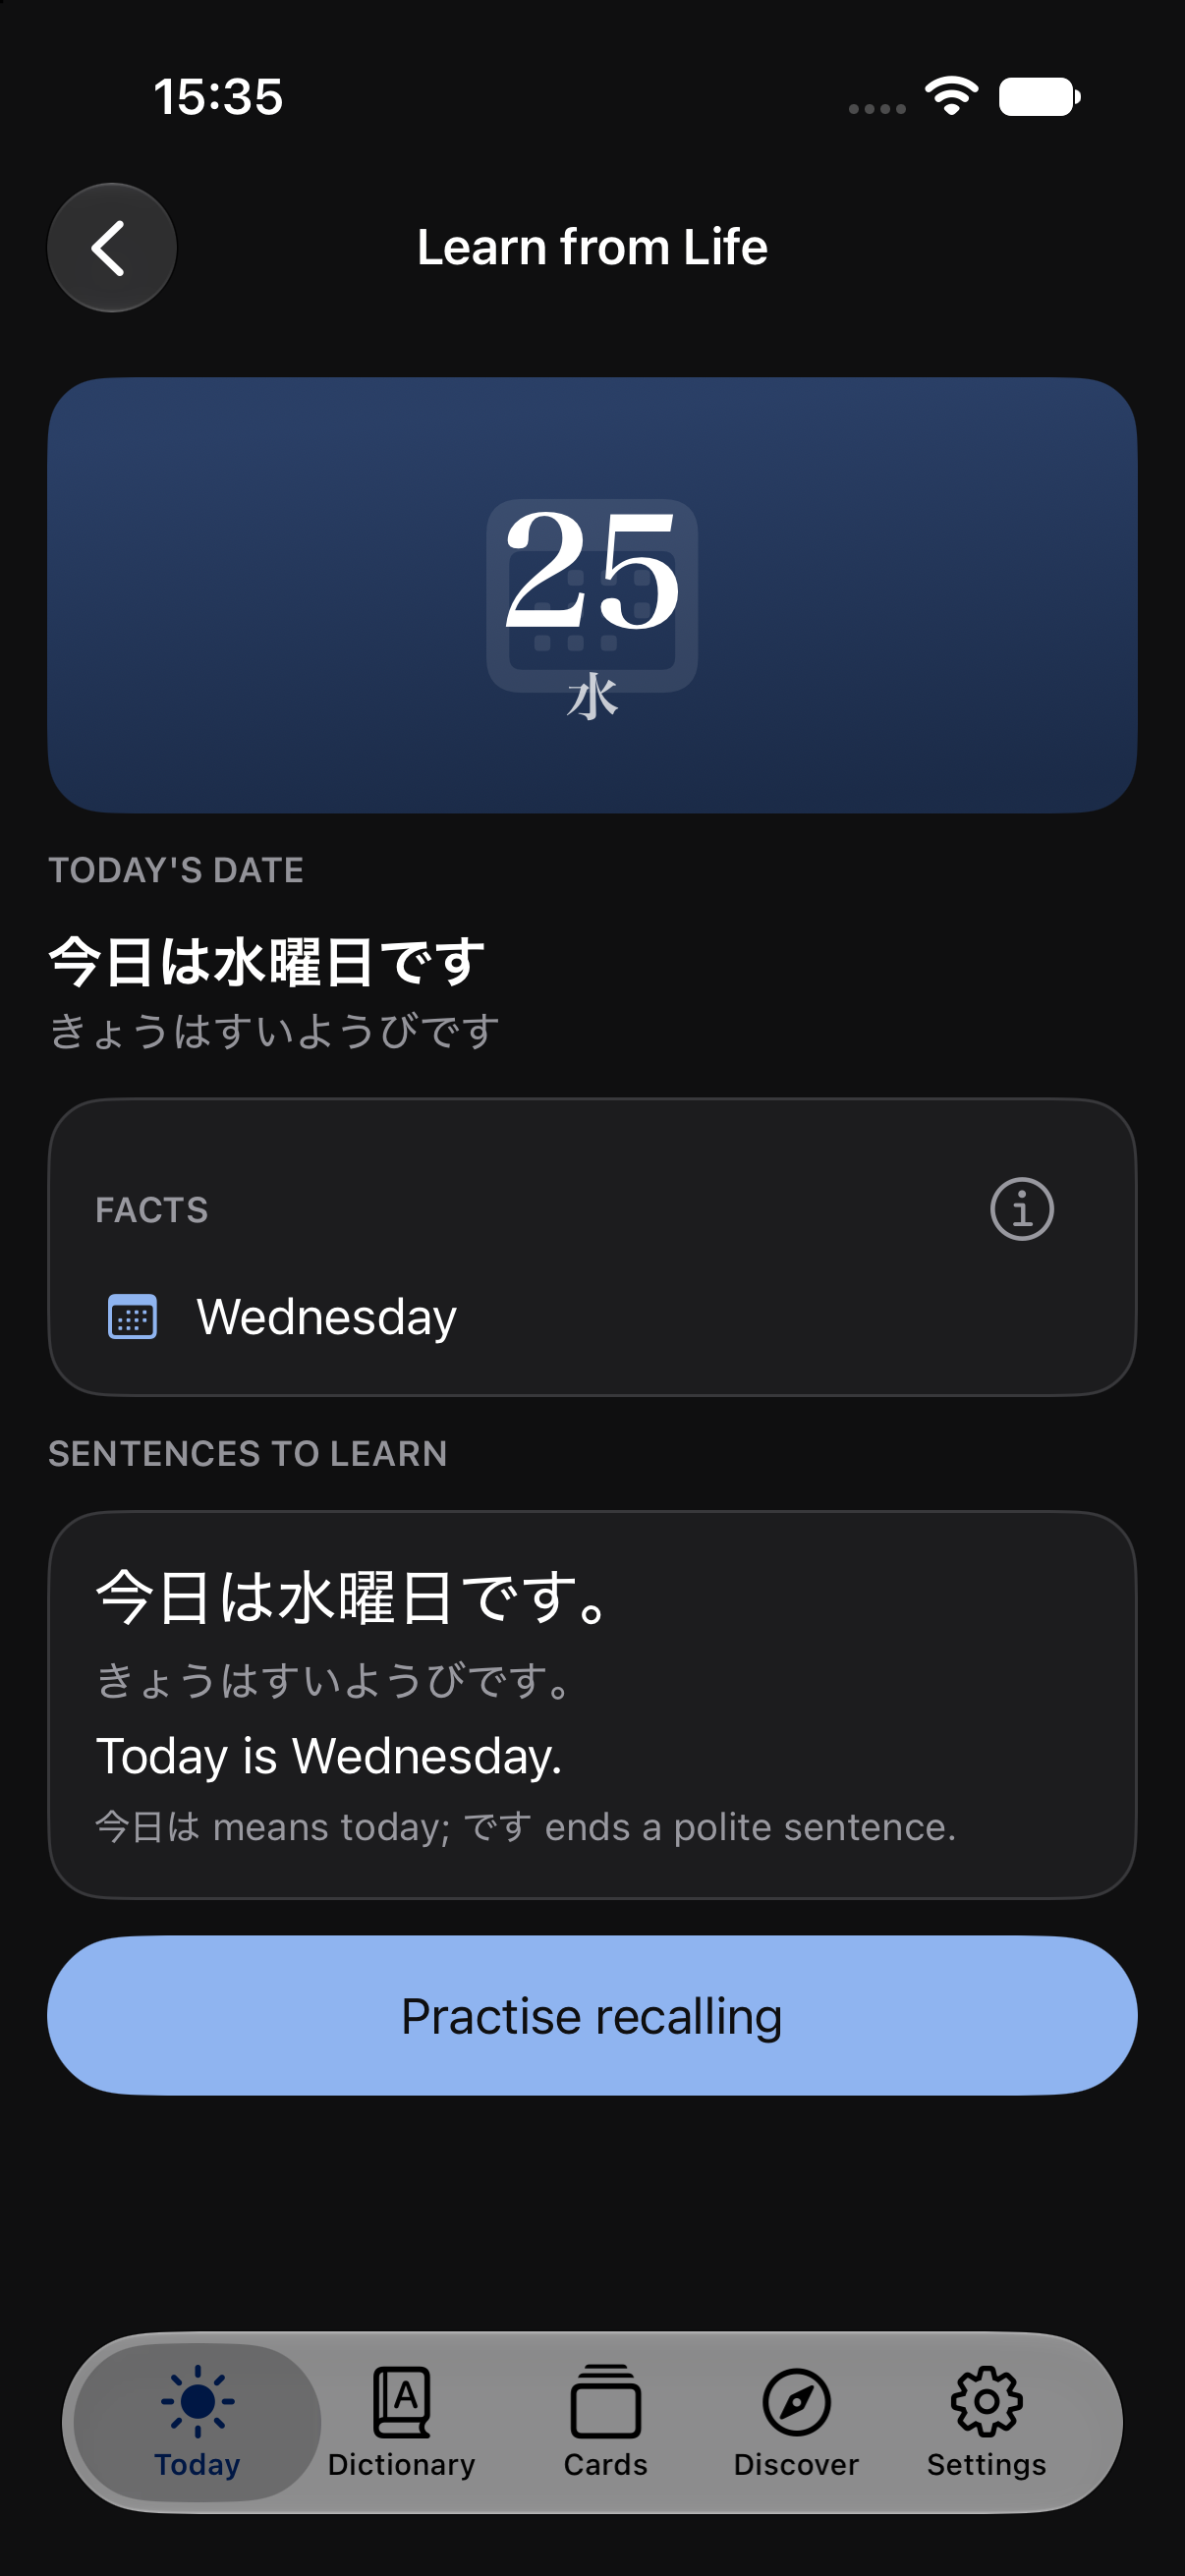 15:35
Learn from Life
25
水
TODAY'S DATE
今日は水曜日です
きょうはすいようびです
FACTS
Wednesday
SENTENCES TO LEARN
今日は水曜日です。
きょうはすいようびです。
Today is Wednesday.
今日は means today; です ends a polite sentence.
Practise recalling
Today
Dictionary
Cards
Discover
Settings